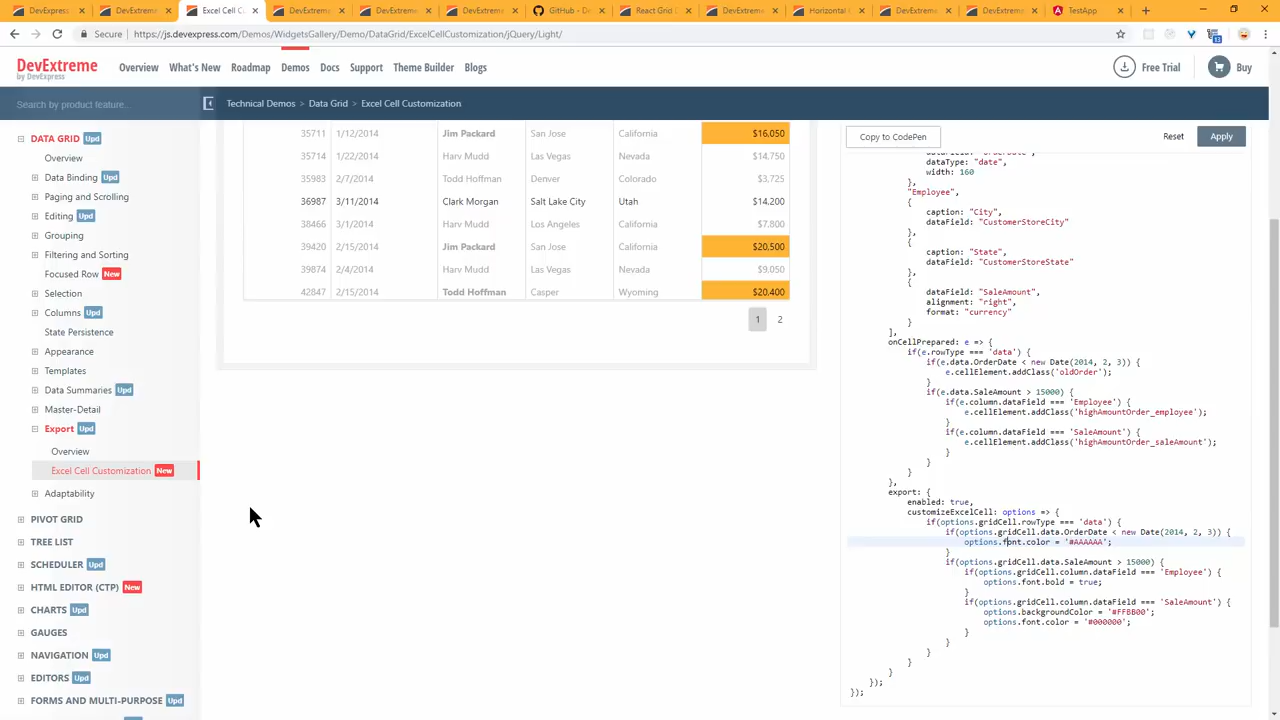 DevExpress
DevExtreme
Excel Cell C
DevExtreme
DevExtreme
DevExtreme
GitHub - De
React Grid
DevExtreme
Horizontal
DevExtreme
DevExtreme
TestApp
Secure https://js.devexpress.com/Demos/WidgetsGallery/Demo/DataGrid/ExcelCellCustomization/jQuery/Light/
DevExtreme
by DevExpress
Overview What's New Roadmap Demos Docs Support Theme Builder Blogs
Free Trial Buy
Search by product feature...
Technical Demos > Data Grid > Excel Cell Customization
DATA GRID Upd
Overview
Data Binding Upd
Paging and Scrolling
Editing Upd
Grouping
Filtering and Sorting
Focused Row New
Selection
Columns Upd
State Persistence
Appearance
Templates
Data Summaries Upd
Master-Detail
Export Upd
Overview
Excel Cell Customization New
Adaptability
PIVOT GRID
TREE LIST
SCHEDULER Upd
HTML EDITOR (CTP) New
CHARTS Upd
GAUGES
NAVIGATION Upd
EDITORS Upd
FORMS AND MULTI-PURPOSE Upd
35711 1/12/2014 Jim Packard San Jose California $16,050
35714 1/22/2014 Harv Mudd Las Vegas Nevada $14,750
35983 2/7/2014 Todd Hoffman Denver Colorado $3,725
36987 3/11/2014 Clark Morgan Salt Lake City Utah $14,200
38466 3/1/2014 Harv Mudd Los Angeles California $7,800
39420 2/15/2014 Jim Packard San Jose California $20,500
39874 2/4/2014 Harv Mudd Las Vegas Nevada $9,050
42847 2/15/2014 Todd Hoffman Casper Wyoming $20,400
1 2
Copy to CodePen Reset Apply
dataType: "date",
width: 160
},
"Employee",
{
caption: "City",
dataField: "CustomerStoreCity"
},
{
caption: "State",
dataField: "CustomerStoreState"
},
{
dataField: "SaleAmount",
alignment: "right",
format: "currency"
}
],
onCellPrepared: e => {
if(e.rowType === 'data') {
if(e.data.OrderDate < new Date(2014, 2, 3)) {
e.cellElement.addClass('oldOrder');
}
if(e.data.SaleAmount > 15000) {
if(e.column.dataField === 'Employee') {
e.cellElement.addClass('highAmountOrder_employee');
}
if(e.column.dataField === 'SaleAmount') {
e.cellElement.addClass('highAmountOrder_saleAmount');
}
}
}
},
export: {
enabled: true,
customizeExcelCell: options => {
if(options.gridCell.rowType === 'data') {
if(options.gridCell.data.OrderDate < new Date(2014, 2, 3)) {
options.font.color = '#AAAAAA';
}
if(options.gridCell.data.SaleAmount > 15000) {
if(options.gridCell.column.dataField === 'Employee') {
options.font.bold = true;
}
if(options.gridCell.column.dataField === 'SaleAmount') {
options.backgroundColor = '#FFBB00';
options.font.color = '#000000';
}
}
}
}
}
});
});